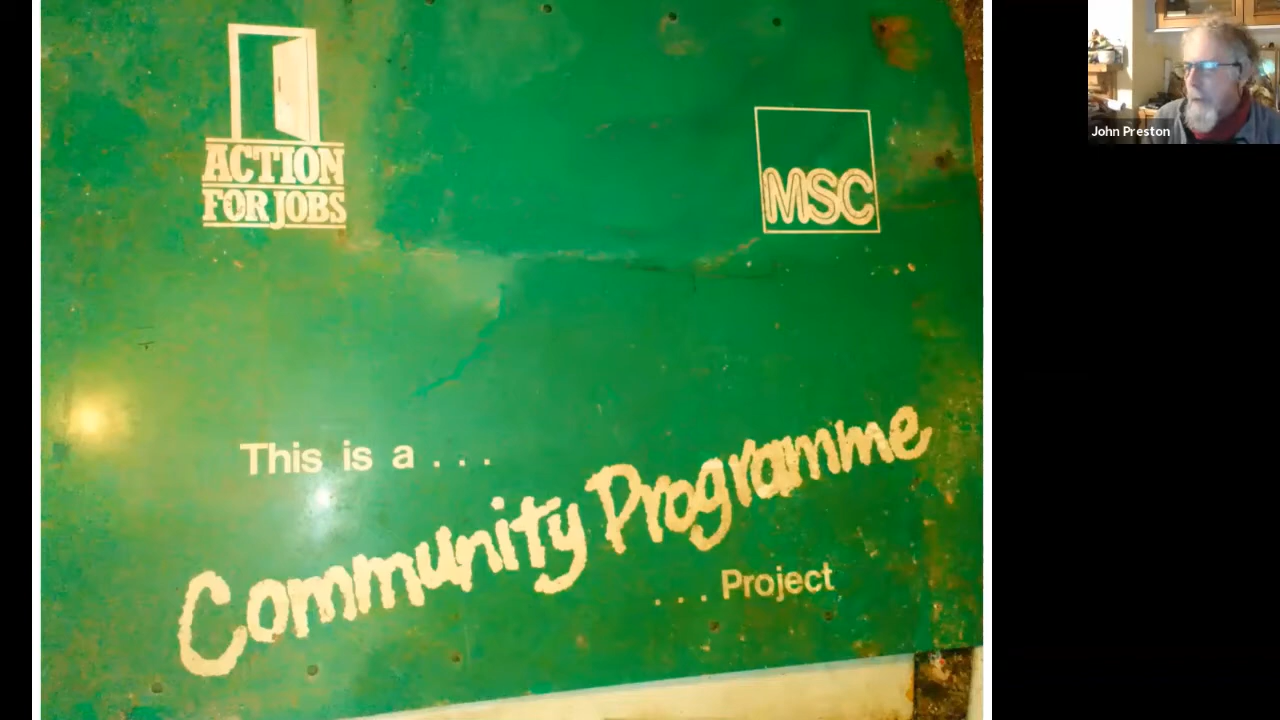 ACTION
FOR JOBS
MSC
This is a . . .
Community Programme
. . . Project
John Preston